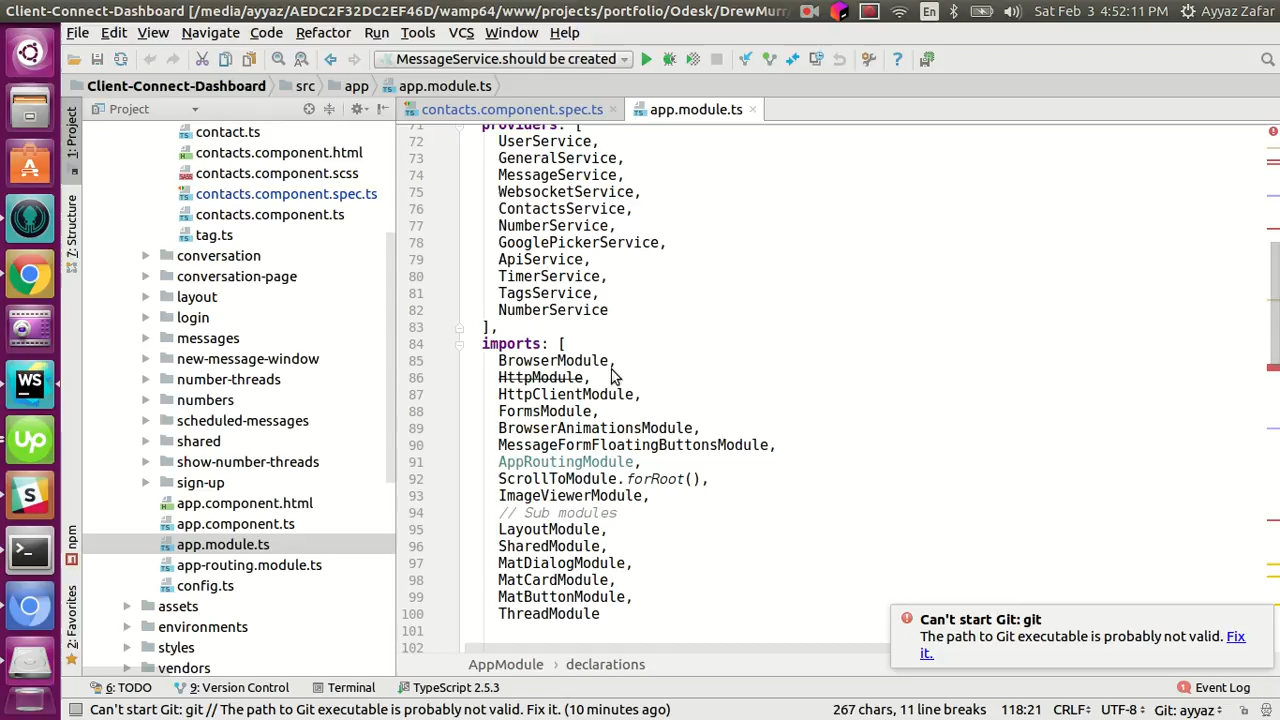 Client-Connect-Dashboard [/media/ayyaz/AEDC2F32DC2EF46D/wamp64/www/projects/portfolio/Odesk/DrewMurr
En
Sat Feb 3 4:52:11 PM
Ayyaz Zafar
File Edit View Navigate Code Refactor Run Tools VCS Window Help
MessageService.should be created
Client-Connect-Dashboard src app app.module.ts
1: Project
7: Structure
npm
2: Favorites
Project
contacts.component.spec.ts
app.module.ts
contact.ts
contacts.component.html
contacts.component.scss
contacts.component.spec.ts
contacts.component.ts
tag.ts
conversation
conversation-page
layout
login
messages
new-message-window
number-threads
numbers
scheduled-messages
shared
show-number-threads
sign-up
app.component.html
app.component.ts
app.module.ts
app-routing.module.ts
config.ts
assets
environments
styles
vendors
71 providers: [
72 UserService,
73 GeneralService,
74 MessageService,
75 WebsocketService,
76 ContactsService,
77 NumberService,
78 GooglePickerService,
79 ApiService,
80 TimerService,
81 TagsService,
82 NumberService
83 ],
84 imports: [
85 BrowserModule,
86 HttpModule,
87 HttpClientModule,
88 FormsModule,
89 BrowserAnimationsModule,
90 MessageFormFloatingButtonsModule,
91 AppRoutingModule,
92 ScrollToModule.forRoot(),
93 ImageViewerModule,
94 // Sub modules
95 LayoutModule,
96 SharedModule,
97 MatDialogModule,
98 MatCardModule,
99 MatButtonModule,
100 ThreadModule
101
102
Can't start Git: git
The path to Git executable is probably not valid. Fix
it.
AppModule › declarations
6: TODO 9: Version Control Terminal TypeScript 2.5.3
1 Event Log
Can't start Git: git // The path to Git executable is probably not valid. Fix it. (10 minutes ago)
267 chars, 11 line breaks 118:21 CRLF UTF-8 Git: ayyaz